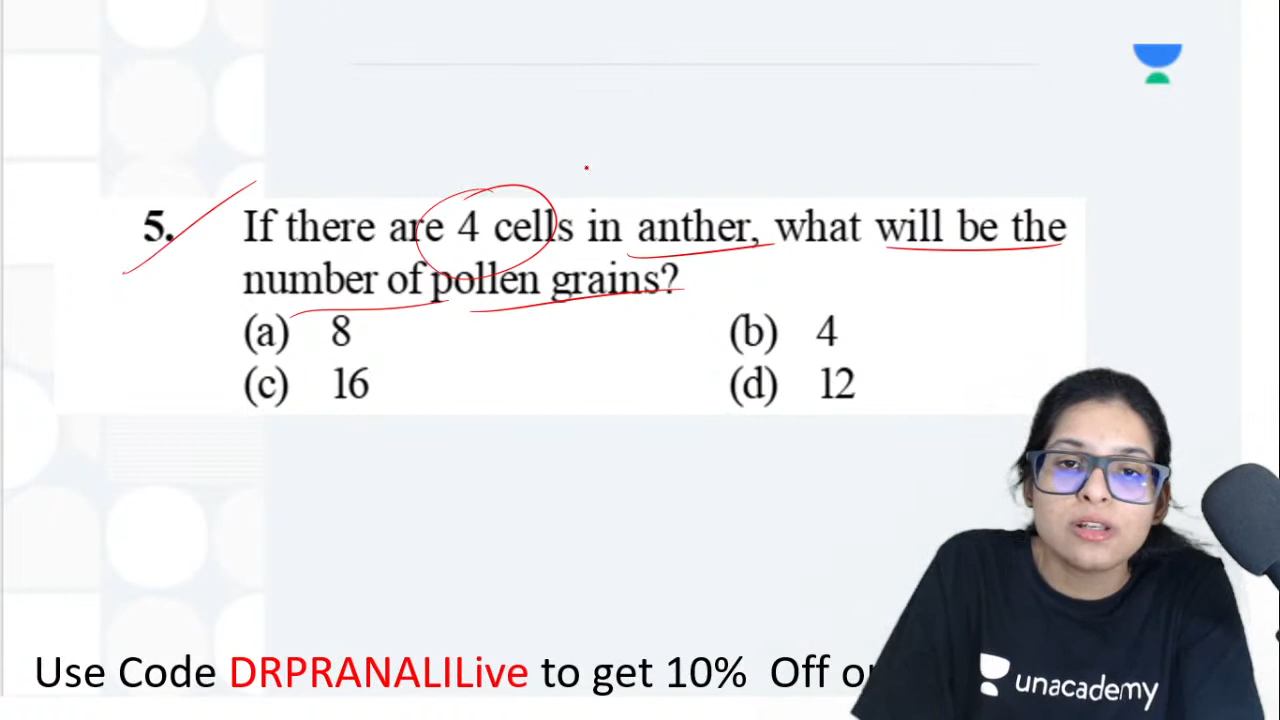 5. If there are 4 cells in anther, what will be the
number of pollen grains?
(a) 8 (b) 4
(c) 16 (d) 12
unacademy
Use Code DRPRANALILive to get 10% Off